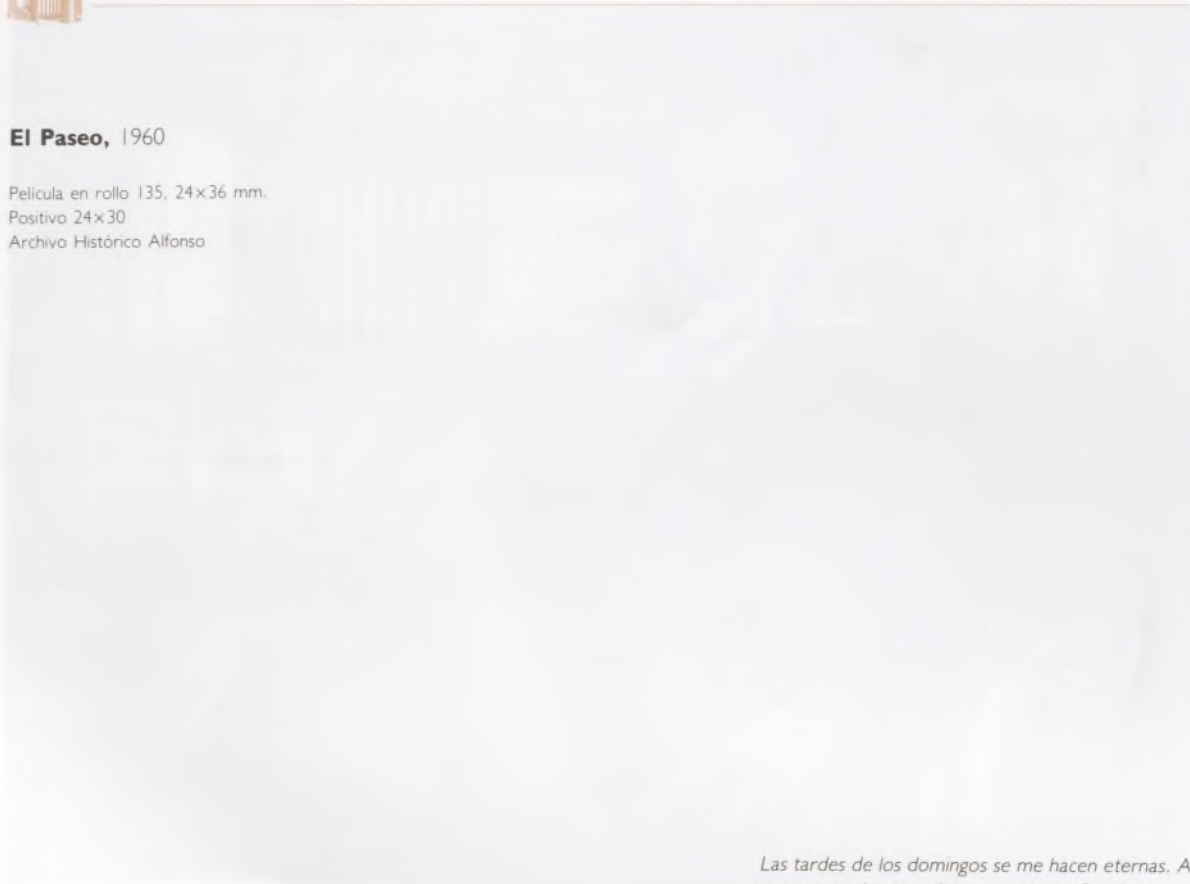 El Paseo, 1960
Película en rollo 135, 24×36 mm.
Positivo 24×30
Archivo Histórico Alfonso
Las tardes de los domingos se me hacen eternas. A